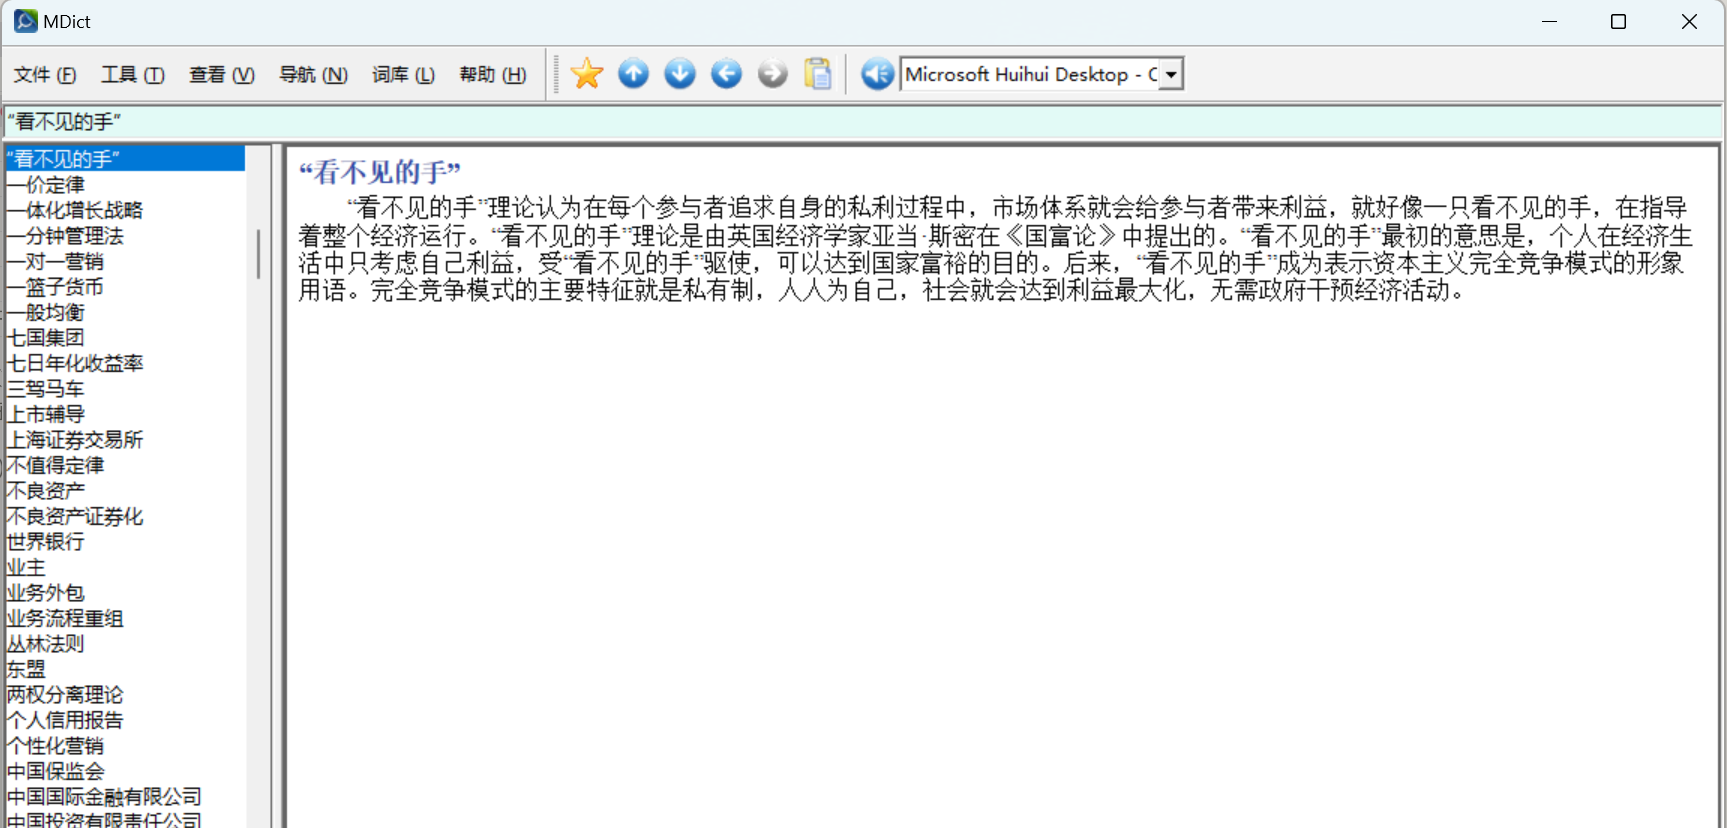 MDict
文件 (F) 工具 (T) 查看 (V) 导航 (N) 词库 (L) 帮助 (H) Microsoft Huihui Desktop - C
“看不见的手”
“看不见的手”
一价定律
一体化增长战略
一分钟管理法
一对一营销
一篮子货币
一般均衡
七国集团
七日年化收益率
三驾马车
上市辅导
上海证券交易所
不值得定律
不良资产
不良资产证券化
世界银行
业主
业务外包
业务流程重组
丛林法则
东盟
两权分离理论
个人信用报告
个性化营销
中国保监会
中国国际金融有限公司
中国投资有限责任公司
“看不见的手”
“看不见的手”理论认为在每个参与者追求自身的私利过程中，市场体系就会给参与者带来利益，就好像一只看不见的手，在指导
着整个经济运行。“看不见的手”理论是由英国经济学家亚当·斯密在《国富论》中提出的。“看不见的手”最初的意思是，个人在经济生
活中只考虑自己利益，受“看不见的手”驱使，可以达到国家富裕的目的。后来，“看不见的手”成为表示资本主义完全竞争模式的形象
用语。完全竞争模式的主要特征就是私有制，人人为自己，社会就会达到利益最大化，无需政府干预经济活动。